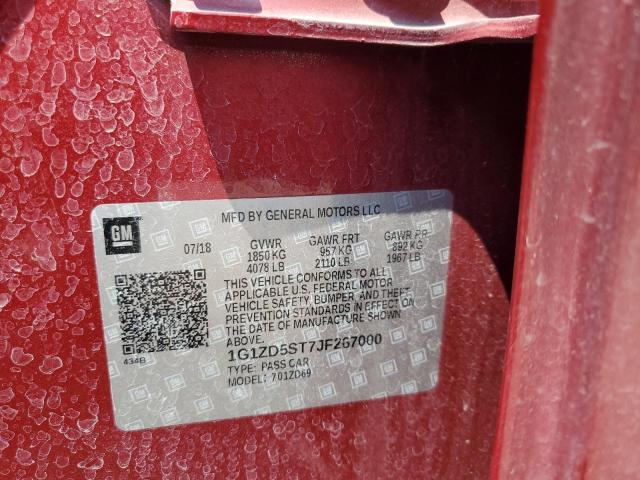 GM
MFD BY GENERAL MOTORS LLC
07/18 GVWR GAWR FRT GAWR RR
1850 KG 957 KG 892 KG
4078 LB 2110 LB 1967 LB
THIS VEHICLE CONFORMS TO ALL
APPLICABLE U.S. FEDERAL MOTOR
VEHICLE SAFETY, BUMPER, AND THEFT
PREVENTION STANDARDS IN EFFECT ON
THE DATE OF MANUFACTURE SHOWN
ABOVE.
434B
1G1ZD5ST7JF267000
TYPE: PASS CAR
MODEL: 701ZD69